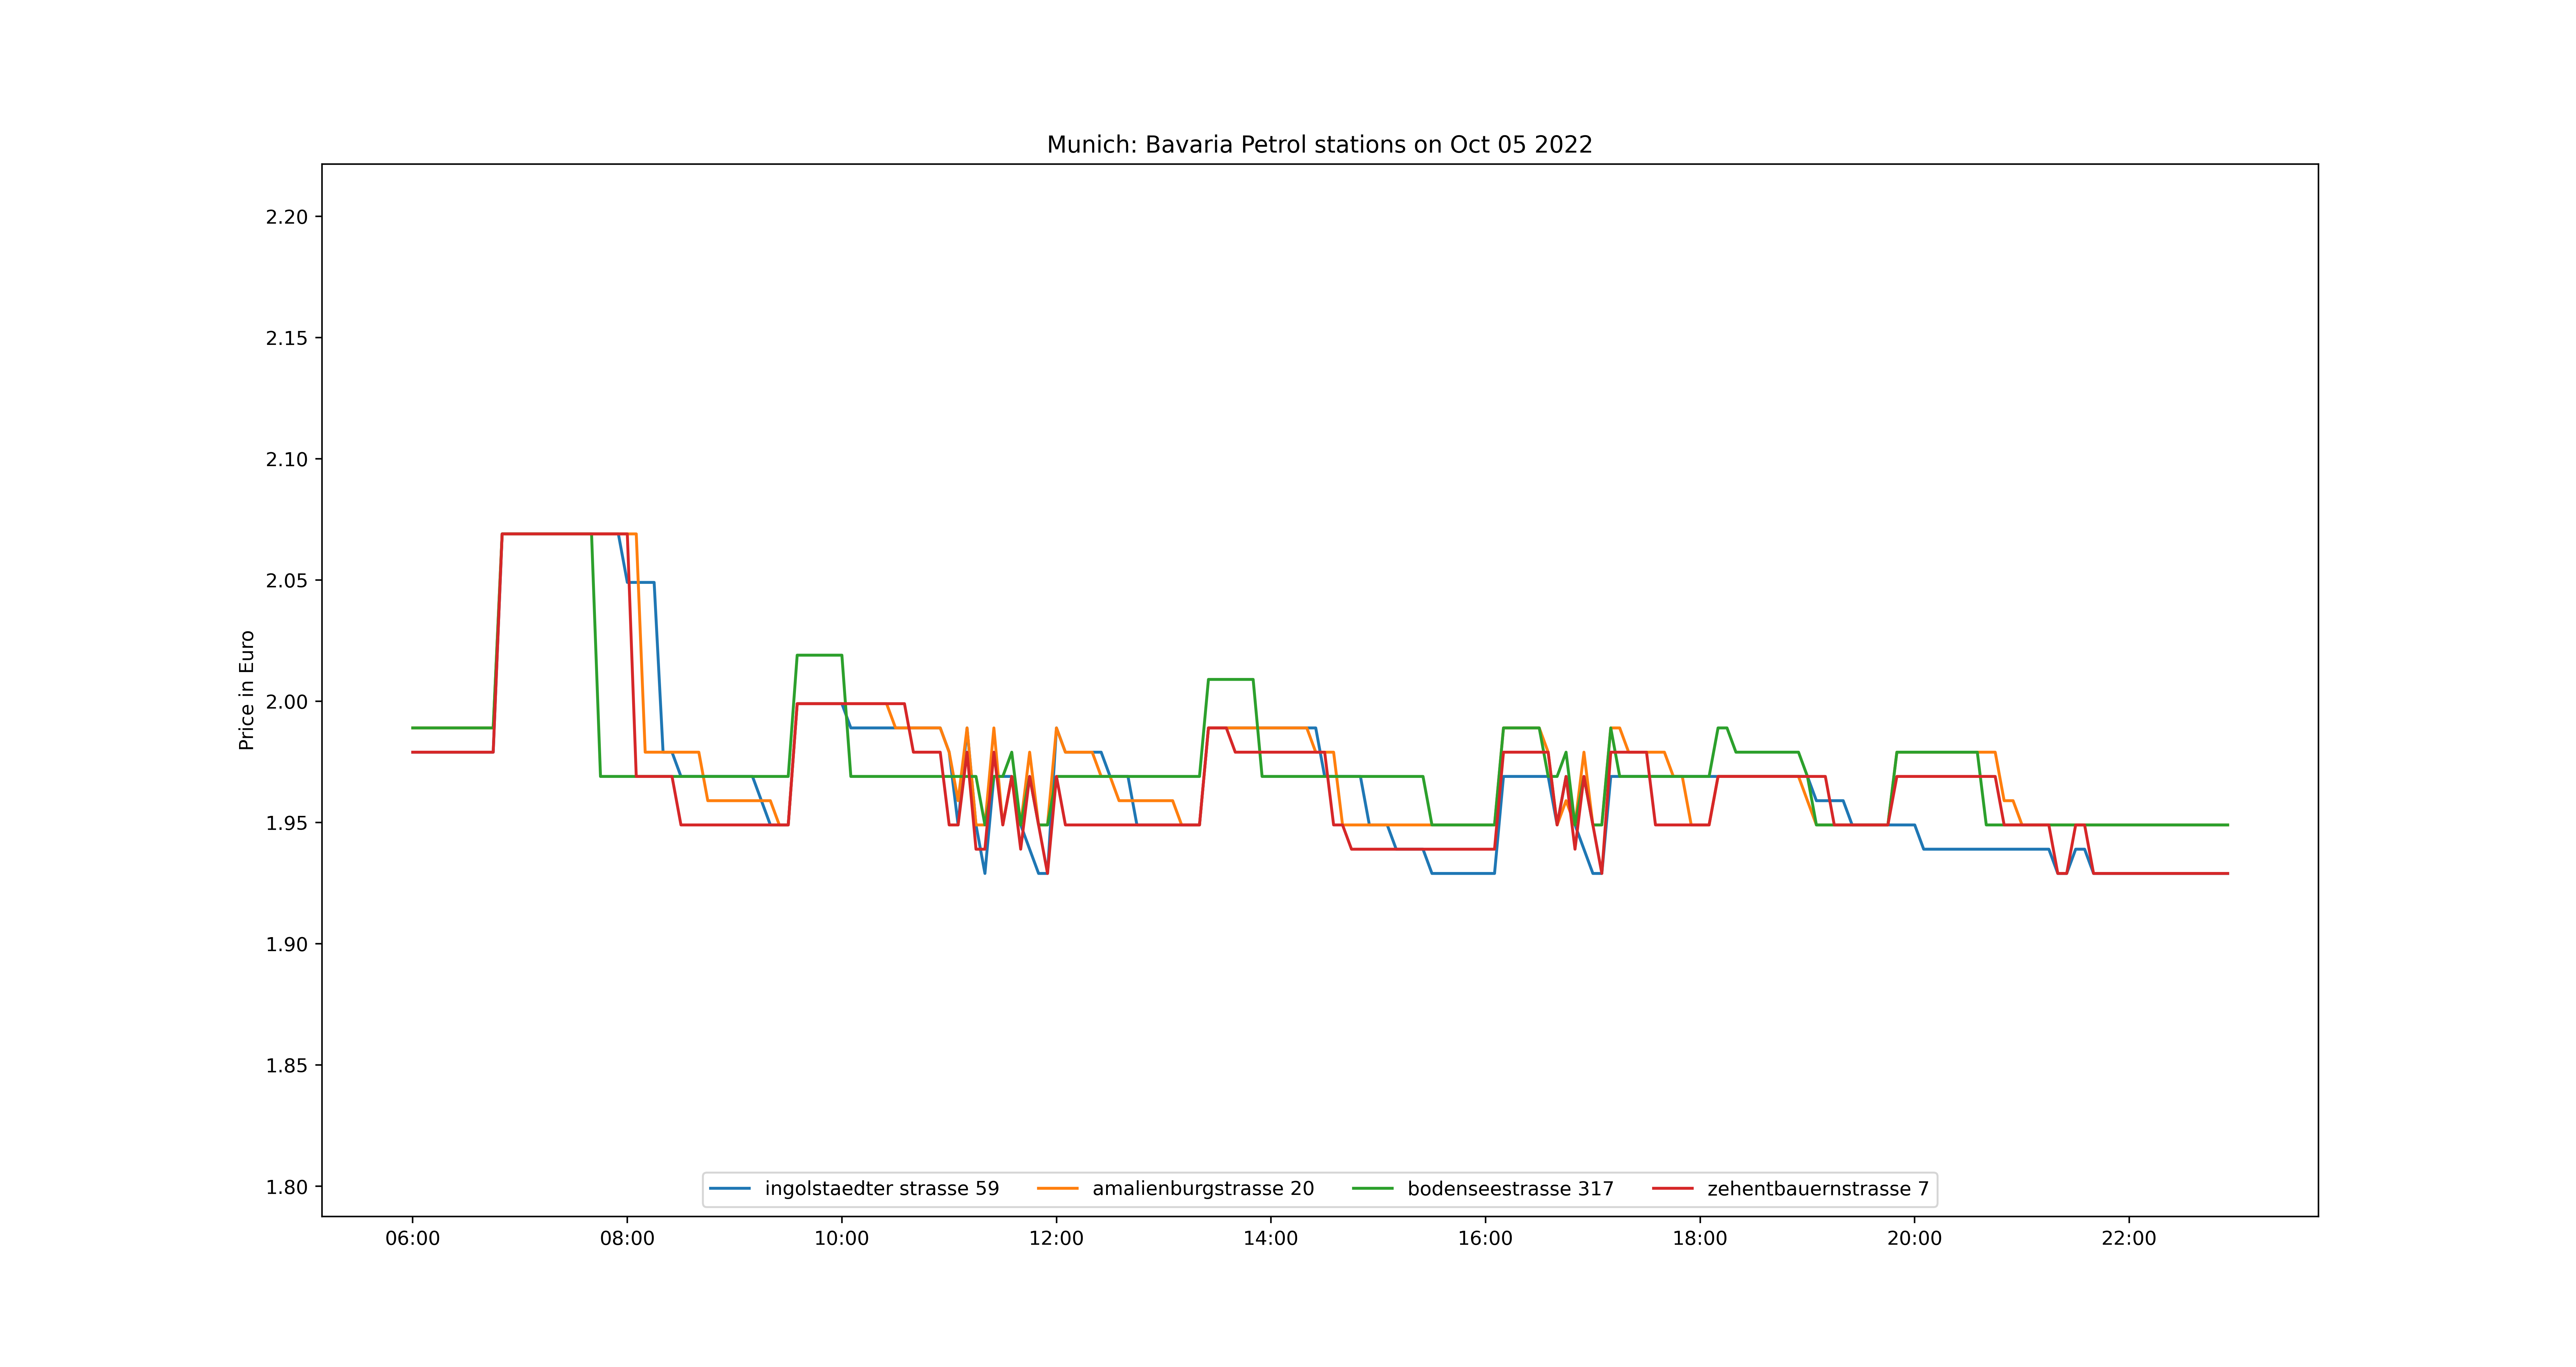 Munich: Bavaria Petrol stations on Oct 05 2022
Price in Euro
2.20
2.15
2.10
2.05
2.00
1.95
1.90
1.85
1.80
ingolstaedter strasse 59 amalienburgstrasse 20 bodenseestrasse 317 zehentbauernstrasse 7
06:00 08:00 10:00 12:00 14:00 16:00 18:00 20:00 22:00